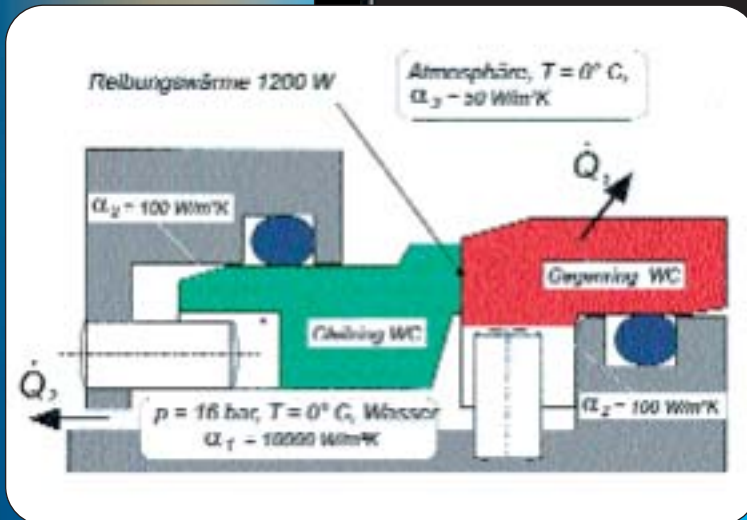 Reibungswärme 1200 W
Atmosphäre, T = 0° C,
α₃ = 50 W/m²K
Q̇₁
α₂ = 100 W/m²K
Gegenring WC
Gleitring WC
Q̇₂
p = 16 bar, T = 0° C, Wasser
α₁ = 10000 W/m²K
α₂ = 100 W/m²K